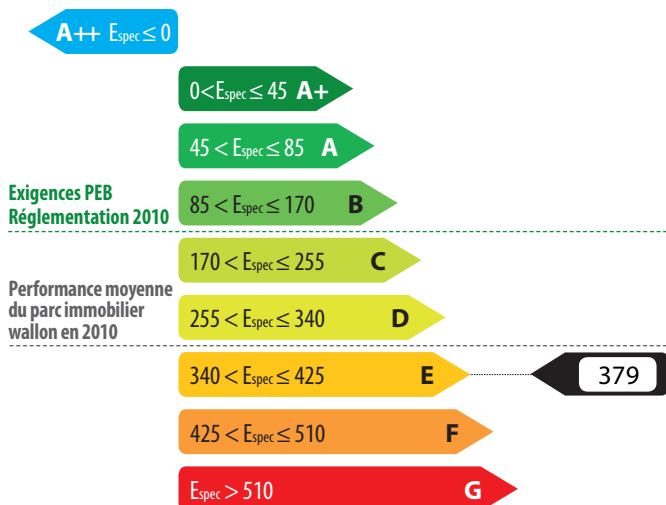 A++ Espec ≤ 0
0<Espec ≤ 45 A+
45 < Espec ≤ 85 A
Exigences PEB
Réglementation 2010
85 < Espec ≤ 170 B
170 < Espec ≤ 255 C
Performance moyenne
du parc immobilier
wallon en 2010
255 < Espec ≤ 340 D
340 < Espec ≤ 425 E
379
425 < Espec ≤ 510 F
Espec > 510 G